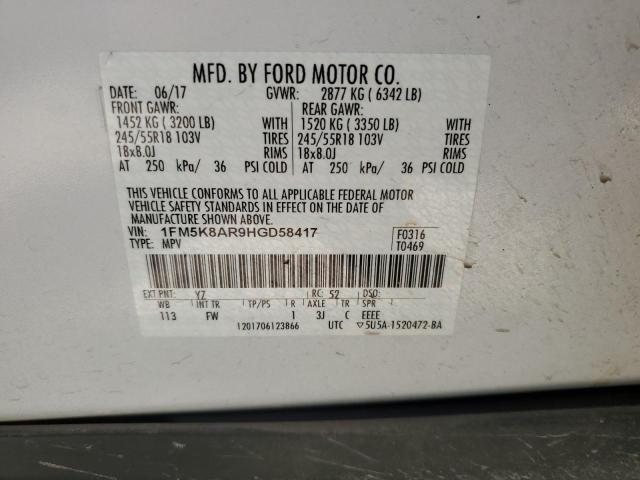 MFD. BY FORD MOTOR CO.
DATE: 06/17 GVWR: 2877 KG ( 6342 LB)
FRONT GAWR: REAR GAWR:
1452 KG ( 3200 LB) WITH 1520 KG ( 3350 LB) WITH
245/55R18 103V TIRES 245/55R18 103V TIRES
18x8.0J RIMS 18x8.0J RIMS
AT 250 kPa/ 36 PSI COLD AT 250 kPa/ 36 PSI COLD
THIS VEHICLE CONFORMS TO ALL APPLICABLE FEDERAL MOTOR
VEHICLE SAFETY STANDARDS IN EFFECT ON THE DATE OF
MANUFACTURE SHOWN ABOVE.
VIN: 1FM5K8AR9HGD58417 F0316
TYPE: MPV T0469
EXT PNT: YZ RC: 52 DSO:
WB INT TR TP/PS R AXLE TR SPR
113 FW 1 3J C EEEE
1201706123866 UTC ▽5U5A-1520472-BA